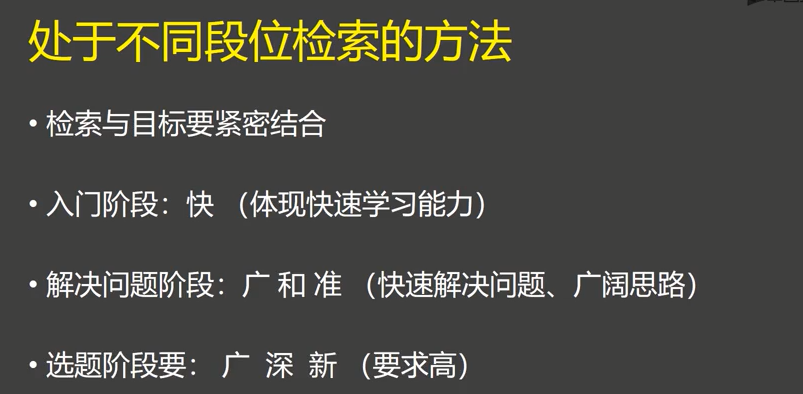 处于不同段位检索的方法
• 检索与目标要紧密结合
• 入门阶段：快 （体现快速学习能力）
• 解决问题阶段：广 和 准 （快速解决问题、广阔思路）
• 选题阶段要： 广 深 新 （要求高）